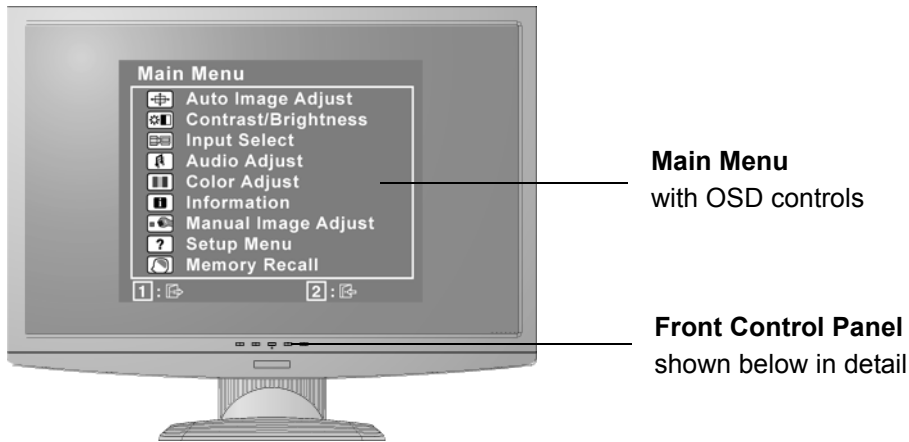 Main Menu
Auto Image Adjust
Contrast/Brightness
Input Select
Audio Adjust
Color Adjust
Information
Manual Image Adjust
Setup Menu
Memory Recall
1 : 2 :
Main Menu
with OSD controls
Front Control Panel
shown below in detail